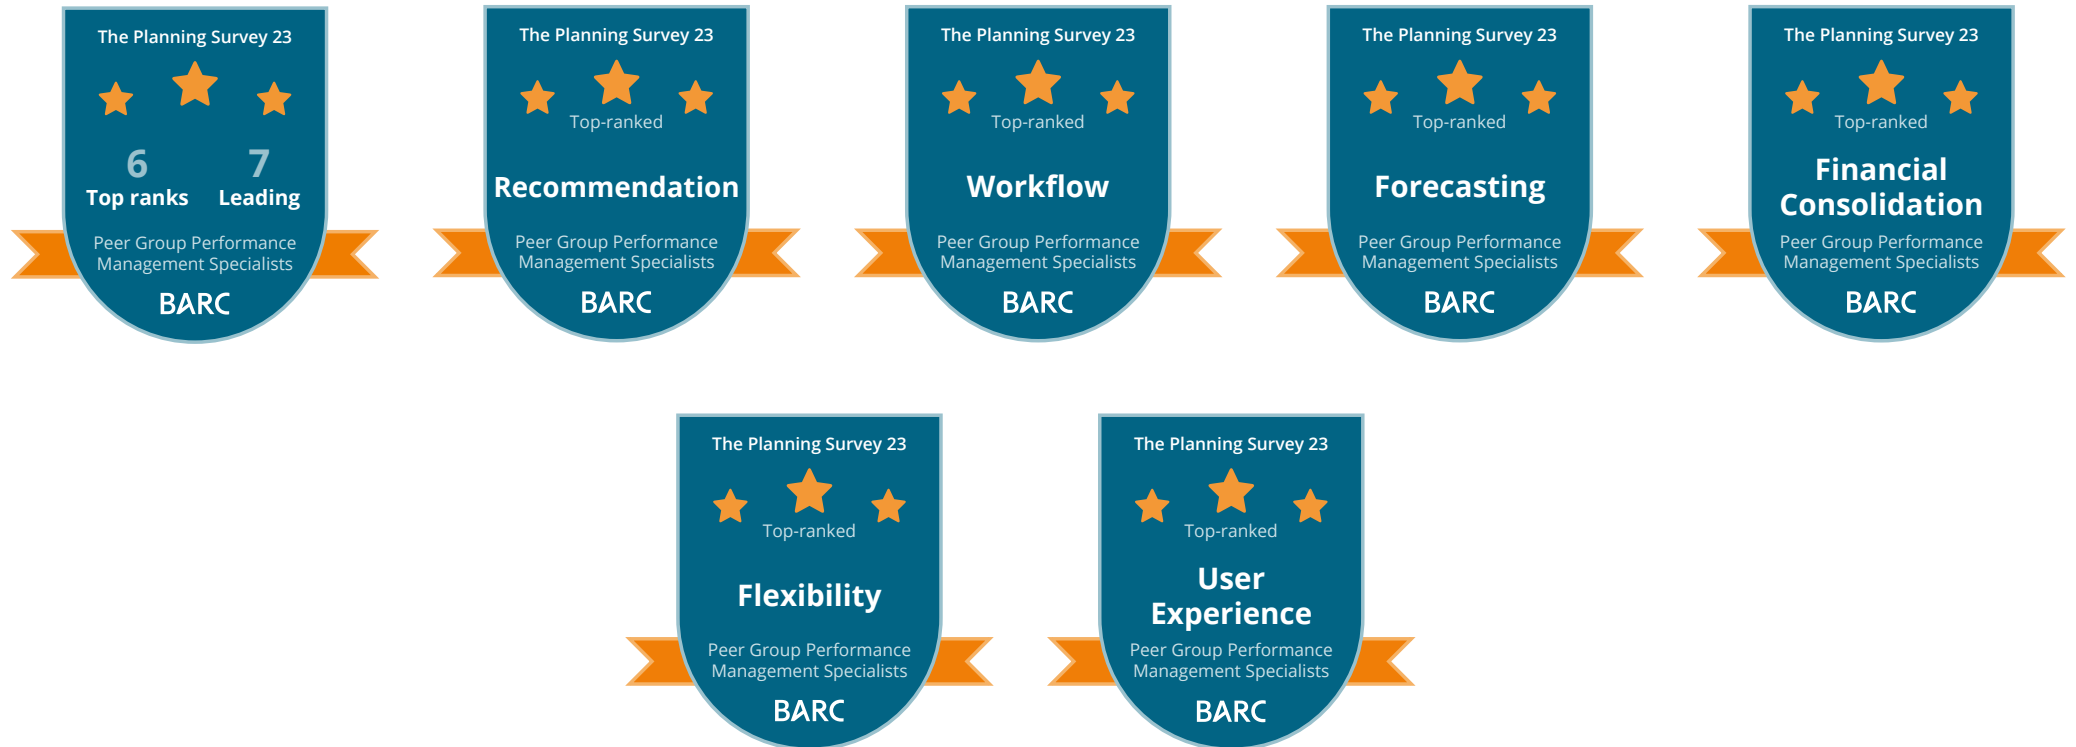 The Planning Survey 23
6 7
Top ranks Leading
Peer Group Performance
Management Specialists
BARC
The Planning Survey 23
Top-ranked
Recommendation
Peer Group Performance
Management Specialists
BARC
The Planning Survey 23
Top-ranked
Workflow
Peer Group Performance
Management Specialists
BARC
The Planning Survey 23
Top-ranked
Forecasting
Peer Group Performance
Management Specialists
BARC
The Planning Survey 23
Top-ranked
Financial
Consolidation
Peer Group Performance
Management Specialists
BARC
The Planning Survey 23
Top-ranked
Flexibility
Peer Group Performance
Management Specialists
BARC
The Planning Survey 23
Top-ranked
User
Experience
Peer Group Performance
Management Specialists
BARC